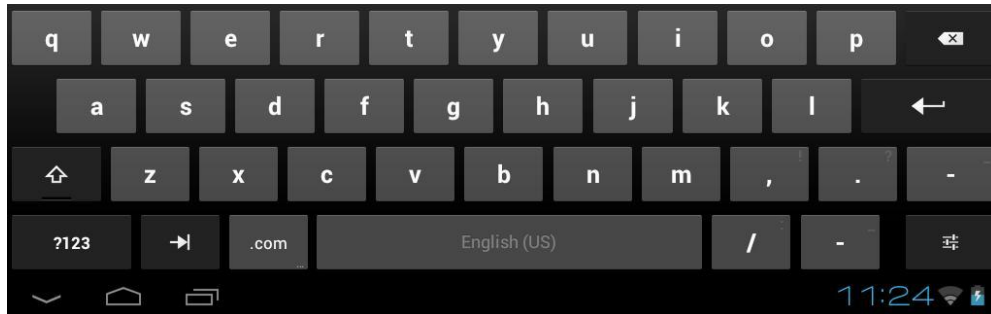 q w e r t y u i o p
a s d f g h j k l
z x c v b n m , ! . ? -
?123 .com ... English (US) / : -
11:24